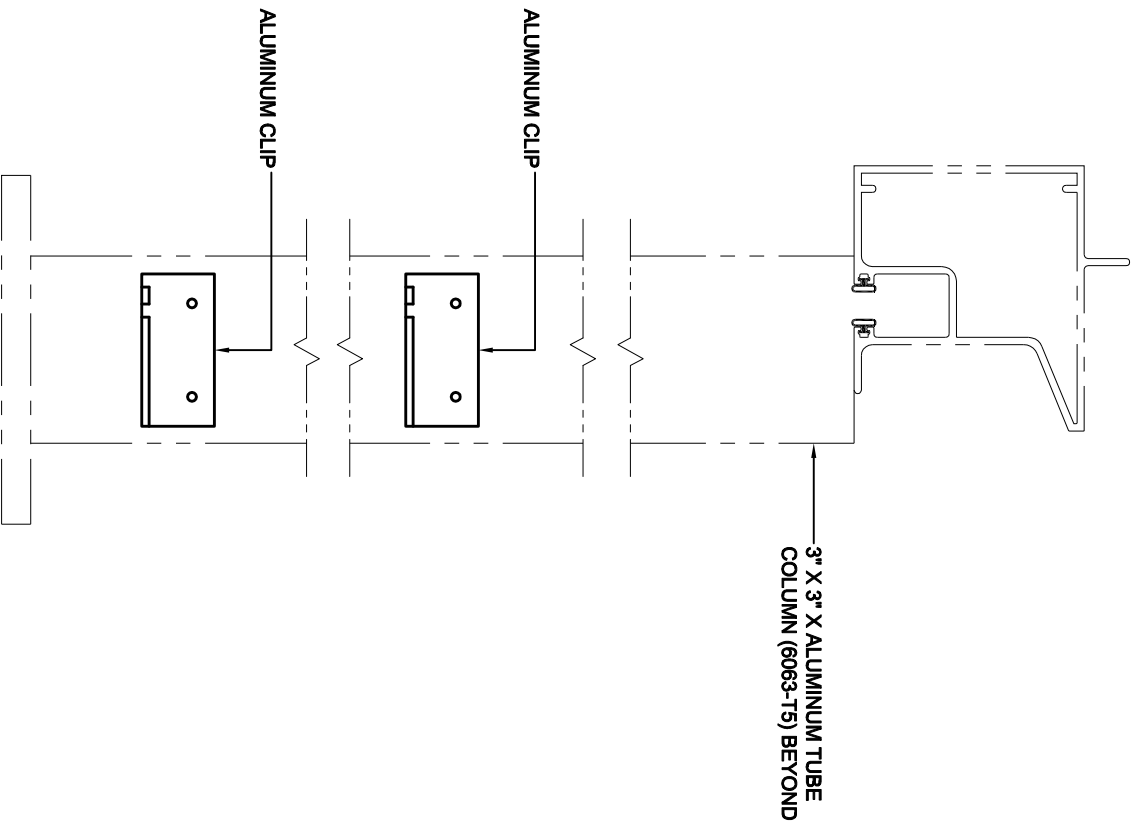 3" X 3" X ALUMINUM TUBE
COLUMN (6063-T5) BEYOND
ALUMINUM CLIP
ALUMINUM CLIP